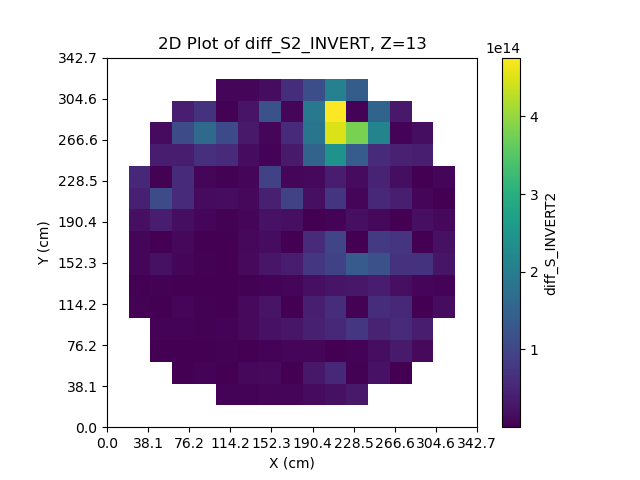 2D Plot of diff_S2_INVERT, Z=13
1e14
342.7
304.6
266.6
228.5
190.4
152.3
114.2
76.2
38.1
0.0
Y (cm)
0.0 38.1 76.2 114.2 152.3 190.4 228.5 266.6 304.6 342.7
X (cm)
4
3
2
1
diff_S_INVERT2